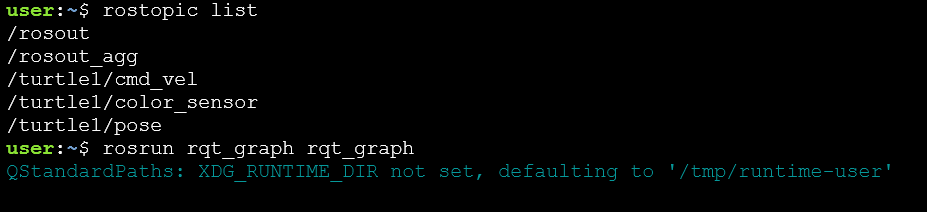 user:~$ rostopic list
/rosout
/rosout_agg
/turtle1/cmd_vel
/turtle1/color_sensor
/turtle1/pose
user:~$ rosrun rqt_graph rqt_graph
QStandardPaths: XDG_RUNTIME_DIR not set, defaulting to '/tmp/runtime-user'